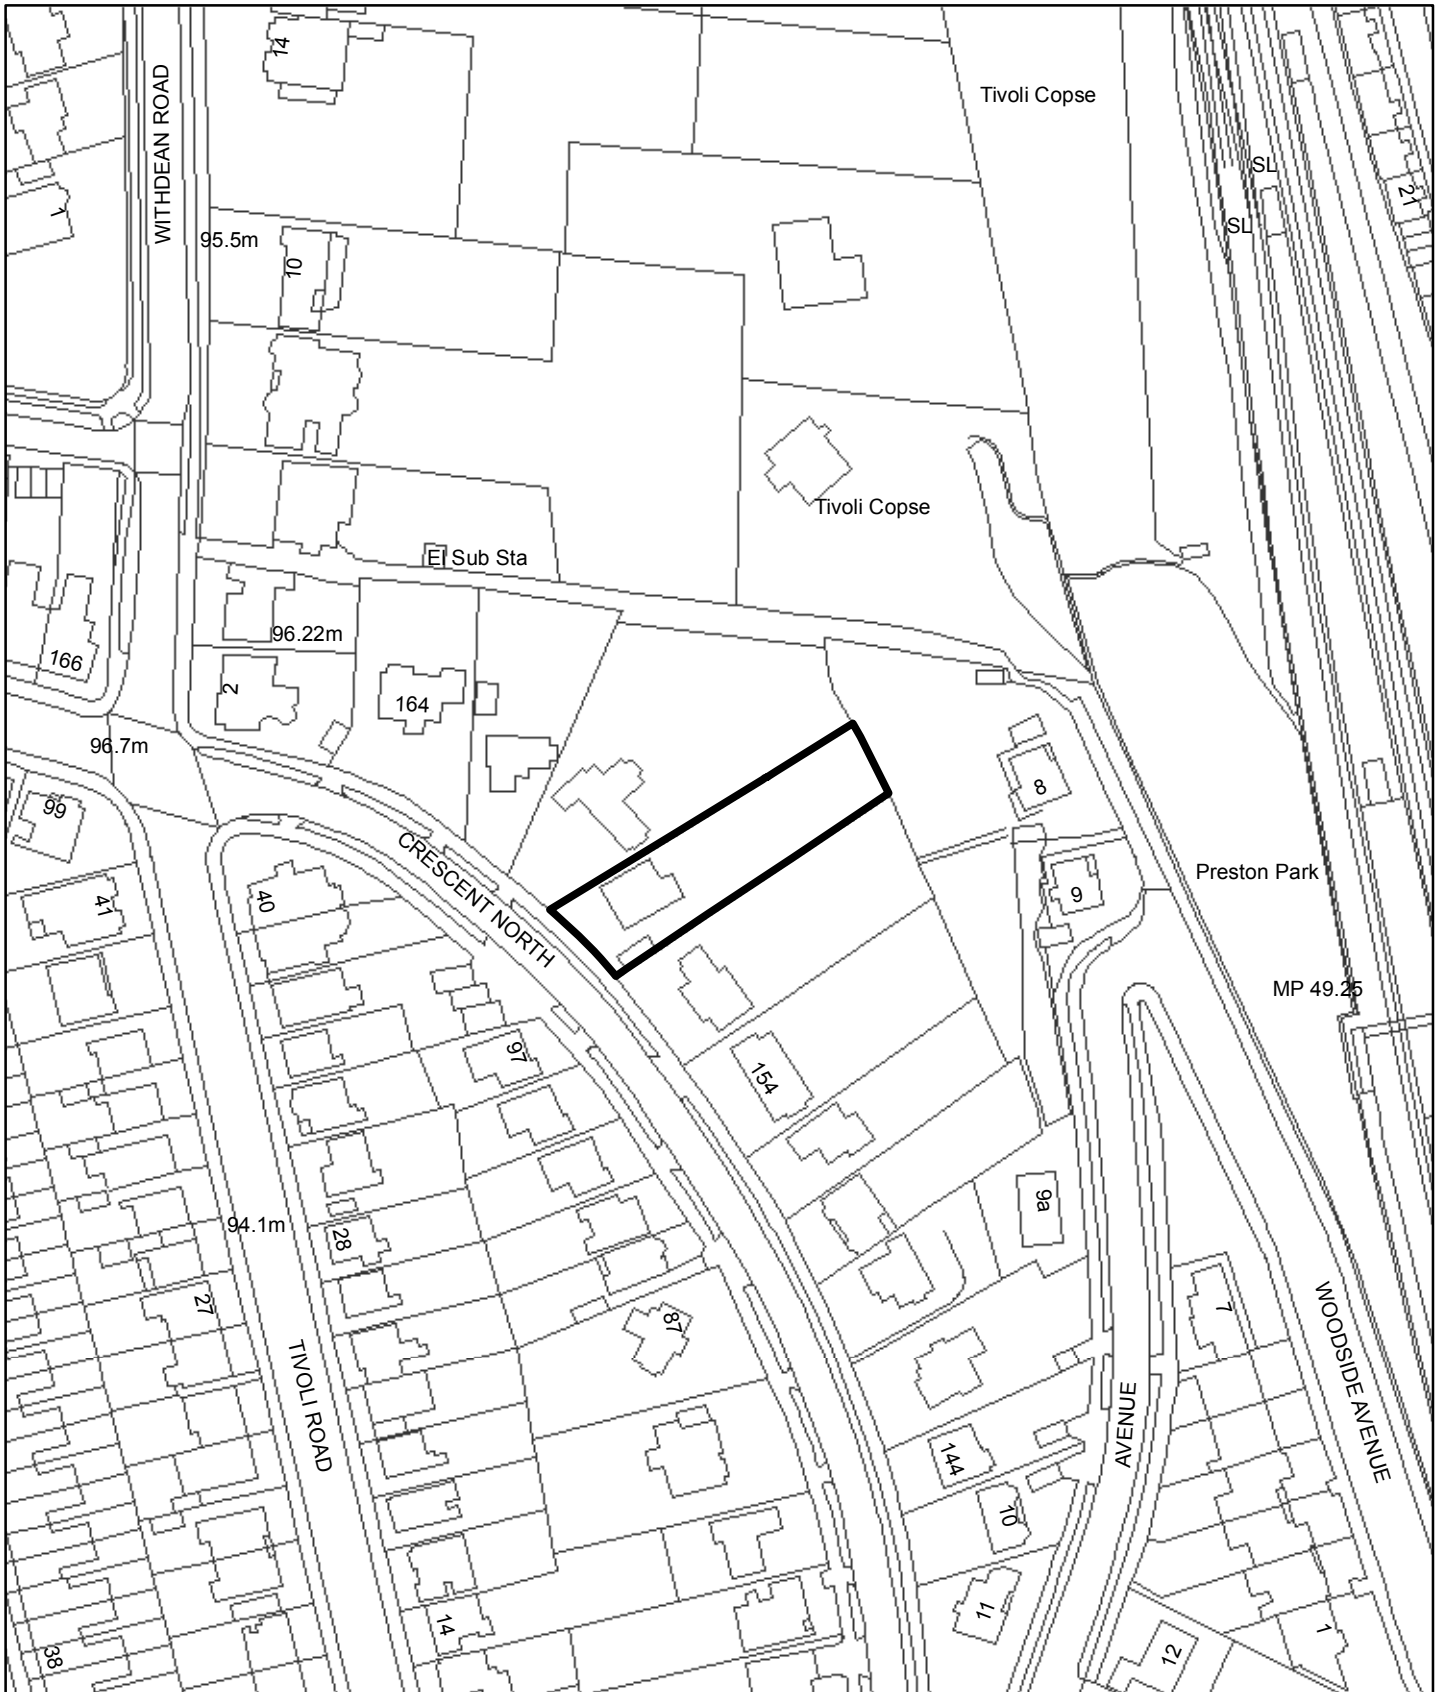 14
Tivoli Copse
WITHDEAN ROAD
SL
21
1
SL
95.5m
10
Tivoli Copse
El Sub Sta
96.22m
166
2
164
96.7m
8
99
CRESCENT NORTH
Preston Park
40
41
9
MP 49.25
97
154
9a
94.1m
28
27
87
7
TIVOLI ROAD
WOODSIDE AVENUE
AVENUE
144
10
11
14
1
12
38